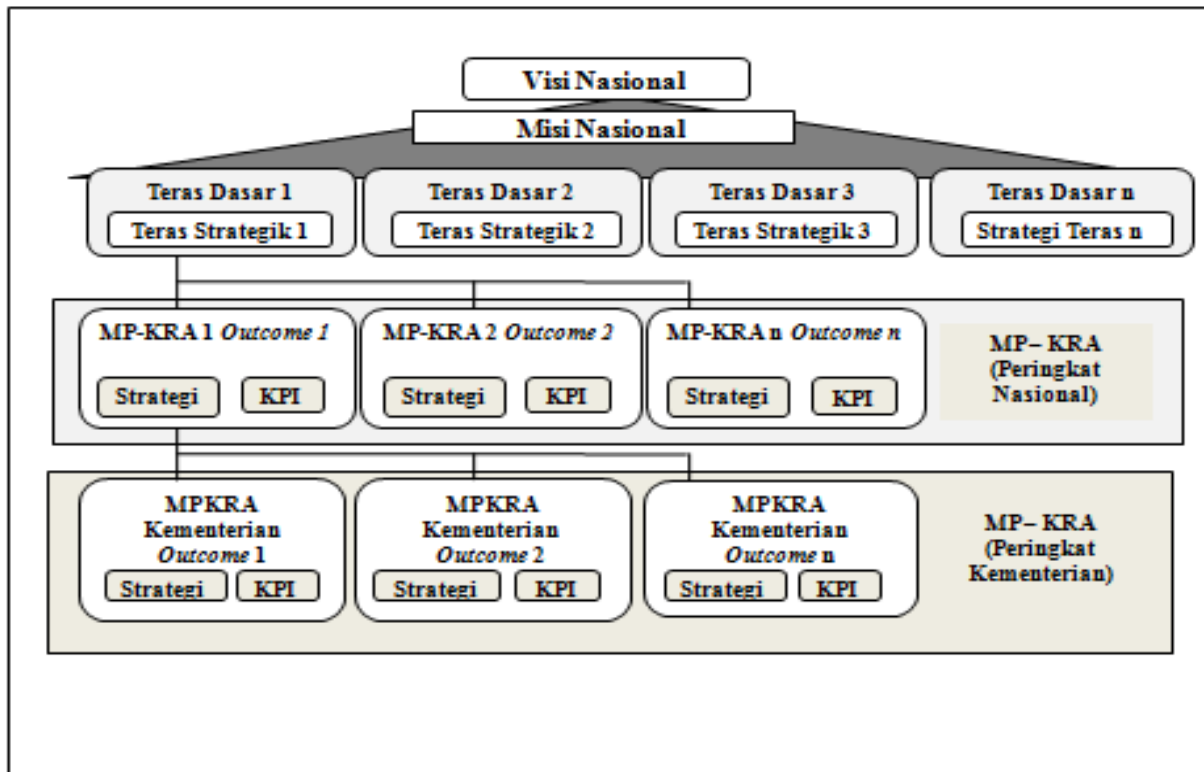 Visi Nasional
Misi Nasional
Teras Dasar 1
Teras Strategik 1
Teras Dasar 2
Teras Strategik 2
Teras Dasar 3
Teras Strategik 3
Teras Dasar n
Strategi Teras n
MP-KRA 1 Outcome 1
Strategi
KPI
MP-KRA 2 Outcome 2
Strategi
KPI
MP-KRA n Outcome n
Strategi
KPI
MP– KRA
(Peringkat
Nasional)
MPKRA
Kementerian
Outcome 1
Strategi
KPI
MPKRA
Kementerian
Outcome 2
Strategi
KPI
MPKRA
Kementerian
Outcome n
Strategi
KPI
MP– KRA
(Peringkat
Kementerian)